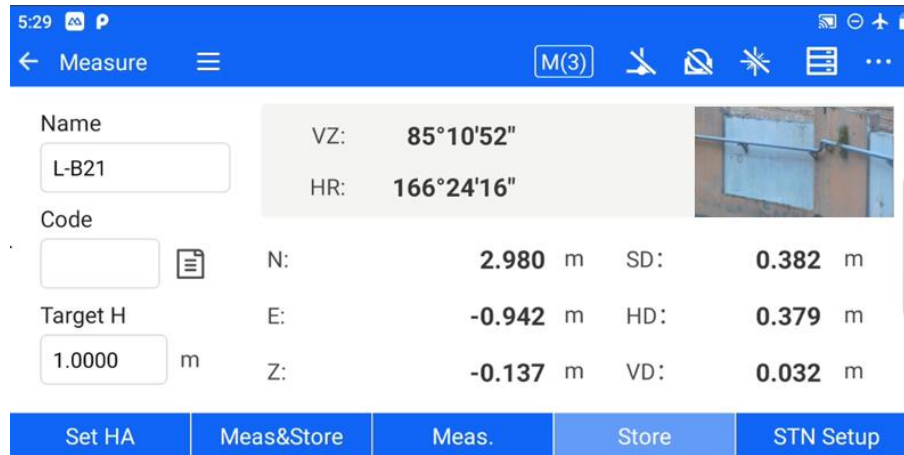 5:29
Measure
M(3)
Name
L-B21
Code
Target H
1.0000 m
VZ: 85°10'52"
HR: 166°24'16"
N: 2.980 m SD: 0.382 m
E: -0.942 m HD: 0.379 m
Z: -0.137 m VD: 0.032 m
Set HA Meas&Store Meas. Store STN Setup